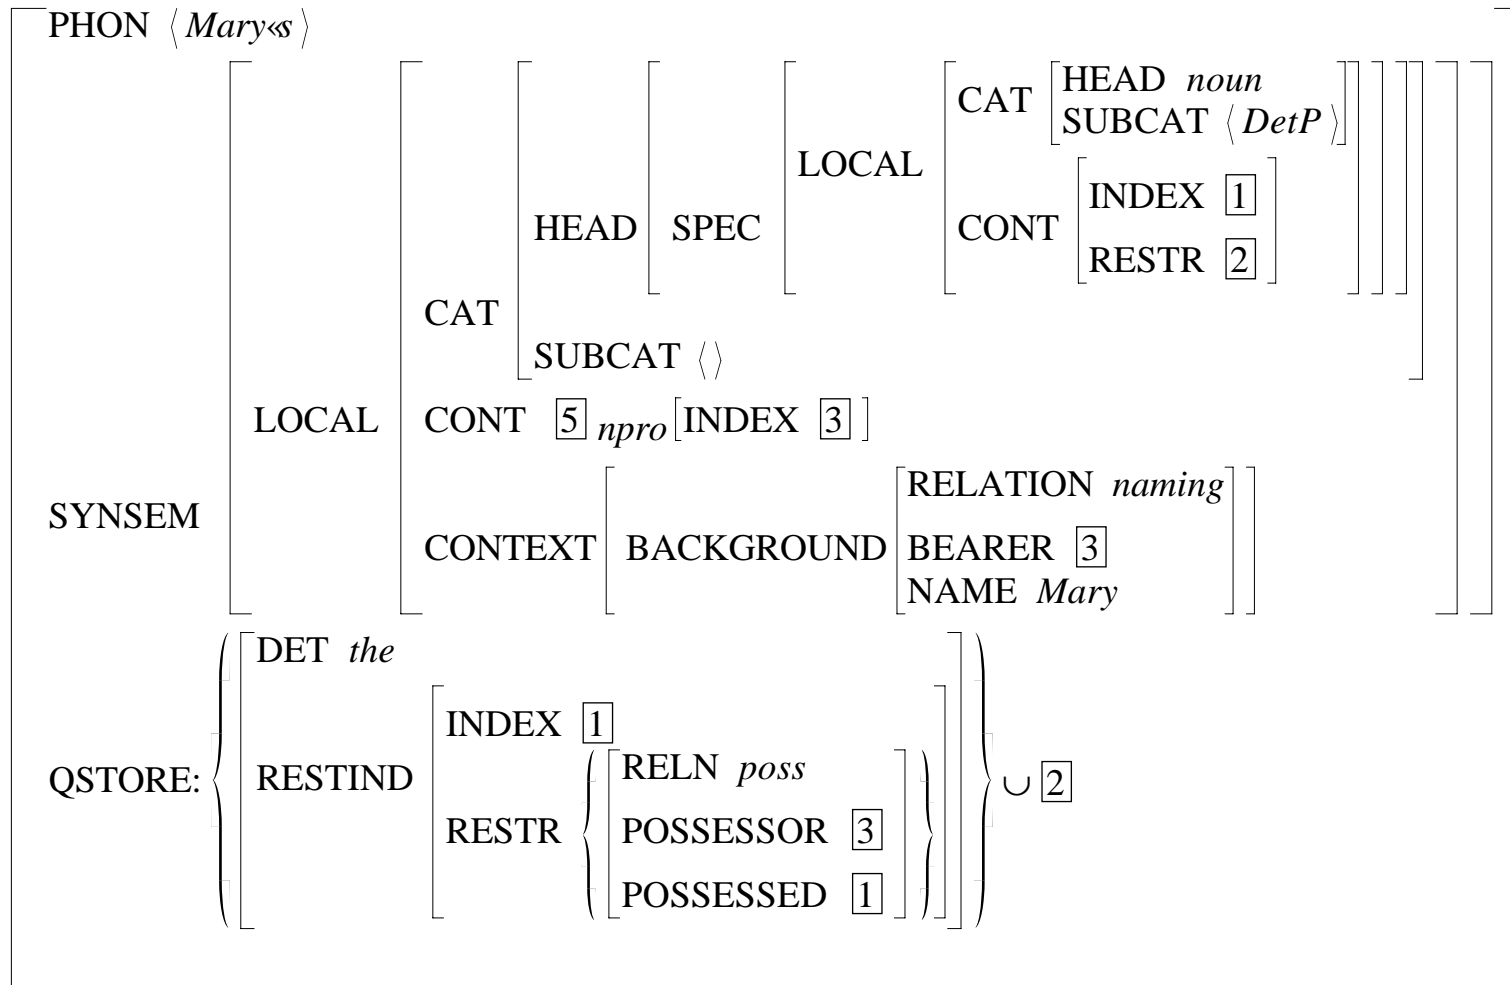 PHON ⟨ Mary«s ⟩
CAT [ HEAD noun
SUBCAT ⟨ DetP ⟩ ]
LOCAL
INDEX 1
HEAD [ SPEC
CONT
RESTR 2
CAT
SUBCAT ⟨⟩
LOCAL
CONT 5 npro [ INDEX 3 ]
RELATION naming
SYNSEM
CONTEXT [ BACKGROUND
BEARER 3
NAME Mary
DET the
INDEX 1
QSTORE: { RESTIND
RELN poss
∪ 2
RESTR { POSSESSOR 3
POSSESSED 1